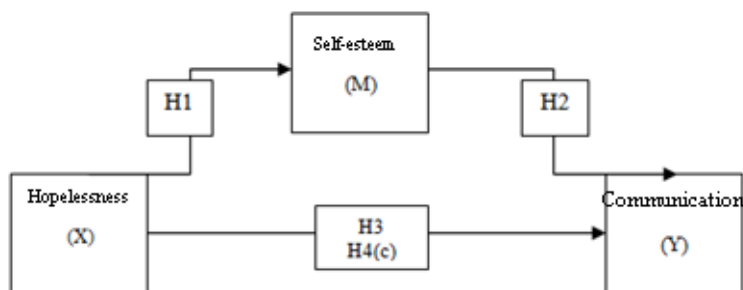 Self-esteem
(M)
H1
H2
Hopelessness
(X)
H3
H4(c)
Communication
(Y)